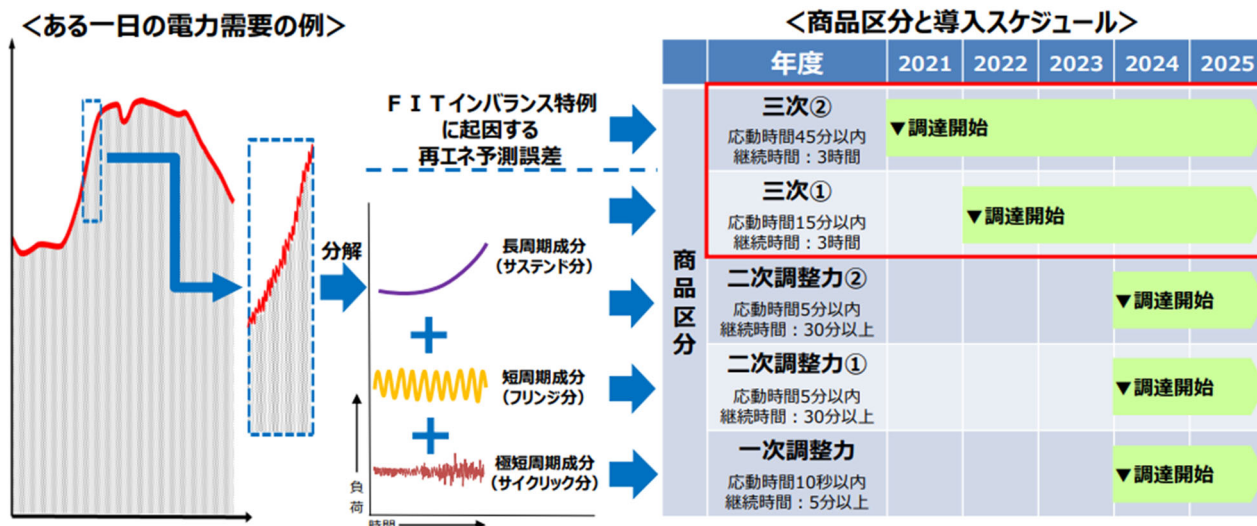 <ある一日の電力需要の例>
分解
FITインバランス特例
に起因する
再エネ予測誤差
長周期成分
(サステンド分)
短周期成分
(フリンジ分)
極短周期成分
(サイクリック分)
負荷
時間
<商品区分と導入スケジュール>
年度 2021 2022 2023 2024 2025
商品区分
三次②
応動時間45分以内
継続時間：3時間
▼調達開始
三次①
応動時間15分以内
継続時間：3時間
▼調達開始
二次調整力②
応動時間5分以内
継続時間：30分以上
▼調達開始
二次調整力①
応動時間5分以内
継続時間：30分以上
▼調達開始
一次調整力
応動時間10秒以内
継続時間：5分以上
▼調達開始